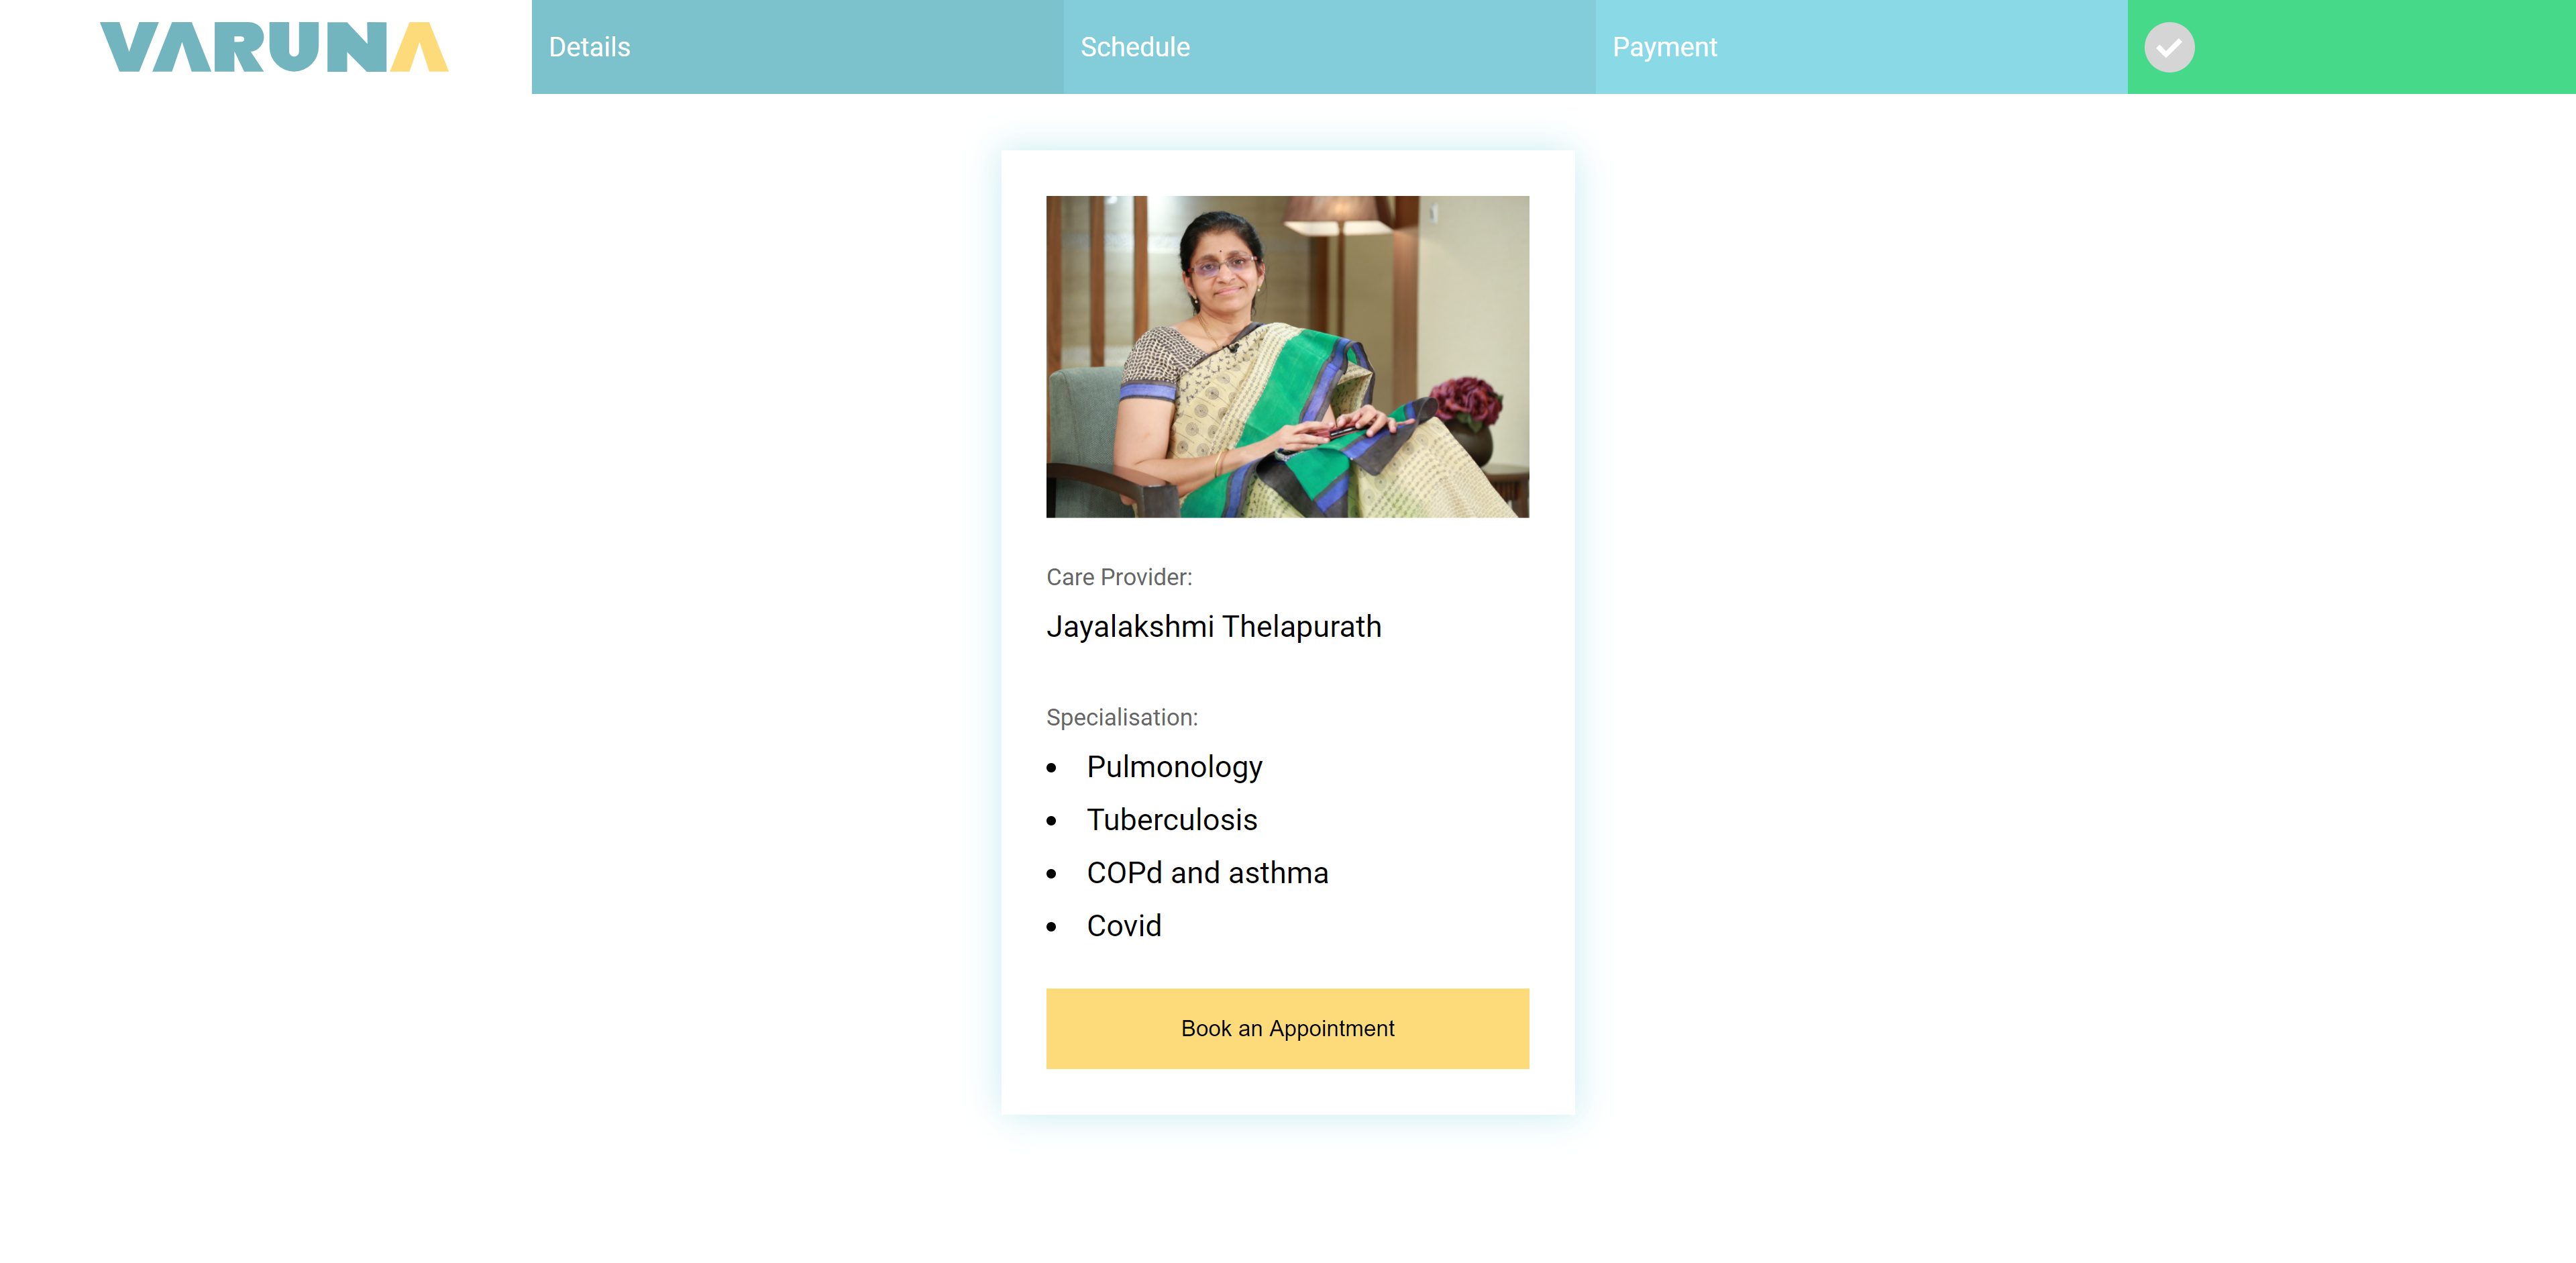 VARUNA
Details
Schedule
Payment
Care Provider:
Jayalakshmi Thelapurath
Specialisation:
Pulmonology
Tuberculosis
COPd and asthma
Covid
Book an Appointment